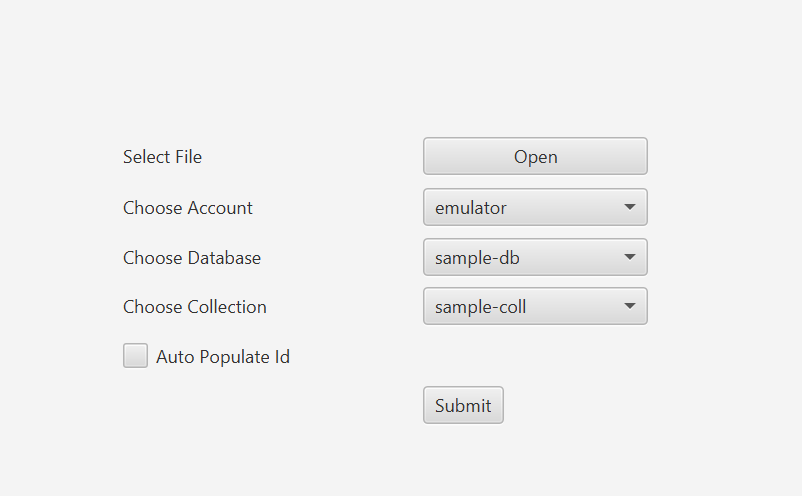 Select File Open
Choose Account emulator
Choose Database sample-db
Choose Collection sample-coll
Auto Populate Id
Submit